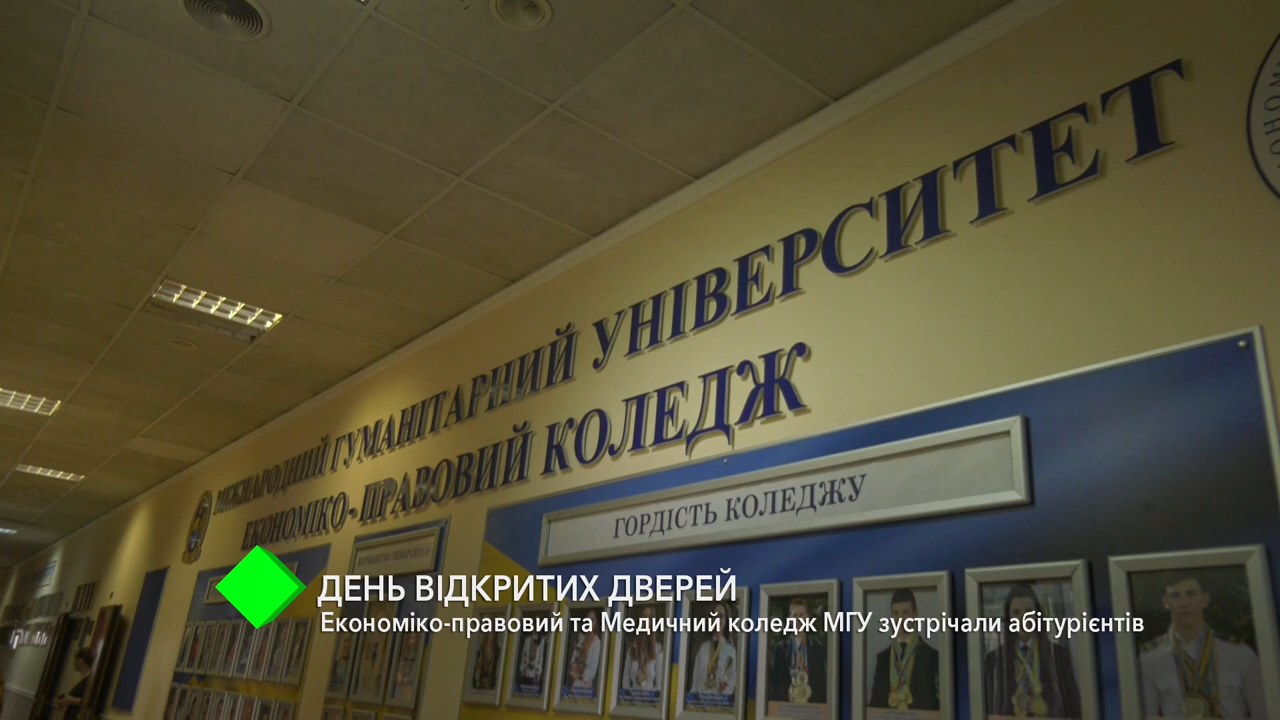 МІЖНАРОДНИЙ ГУМАНІТАРНИЙ УНІВЕРСИТЕТ
ЕКОНОМІКО-ПРАВОВИЙ КОЛЕДЖ
ГОРДІСТЬ КОЛЕДЖУ
ДЕНЬ ВІДКРИТИХ ДВЕРЕЙ
Економіко-правовий та Медичний коледж МГУ зустрічали абітурієнтів